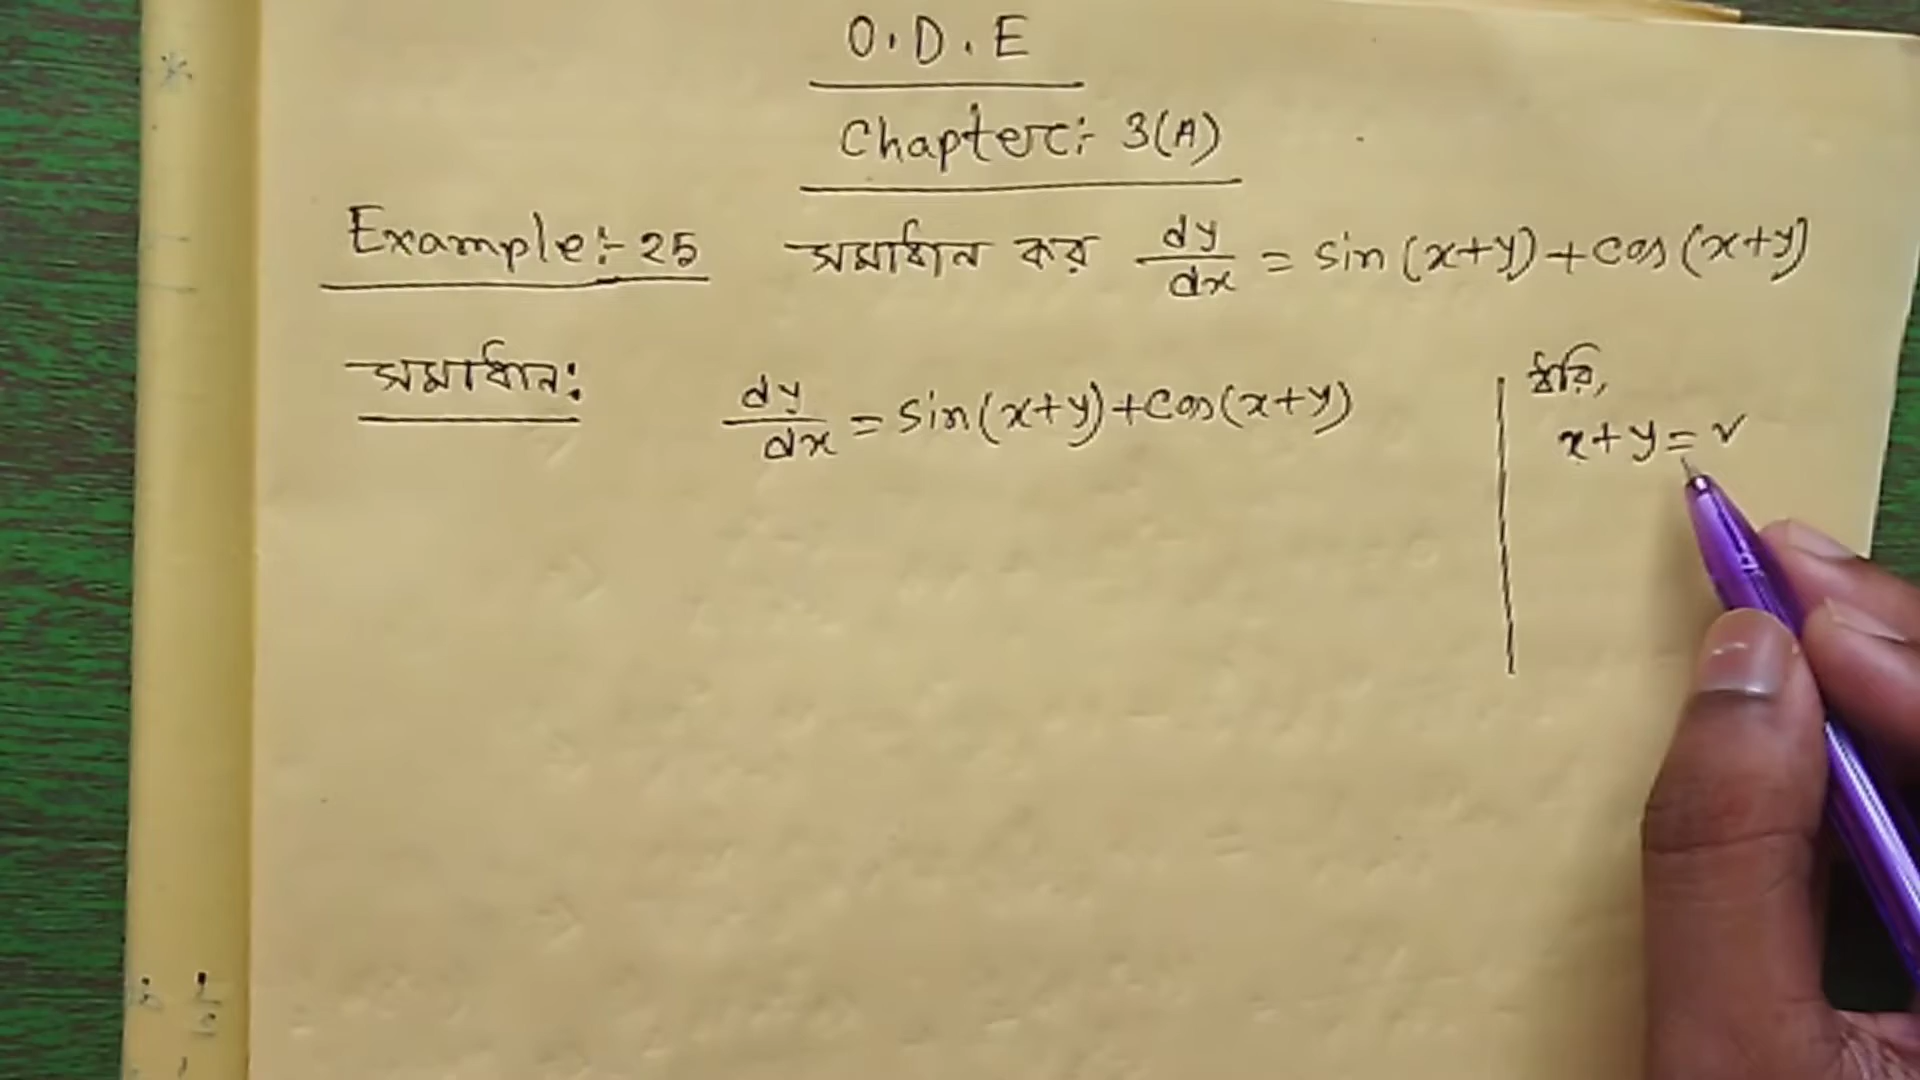 O.D.E
Chapter:- 3(A)
Example:- 25 সমাধান কর dy/dx = sin(x+y)+cos(x+y)
সমাধান: dy/dx = sin(x+y)+cos(x+y)
ধরি,
x+y=v